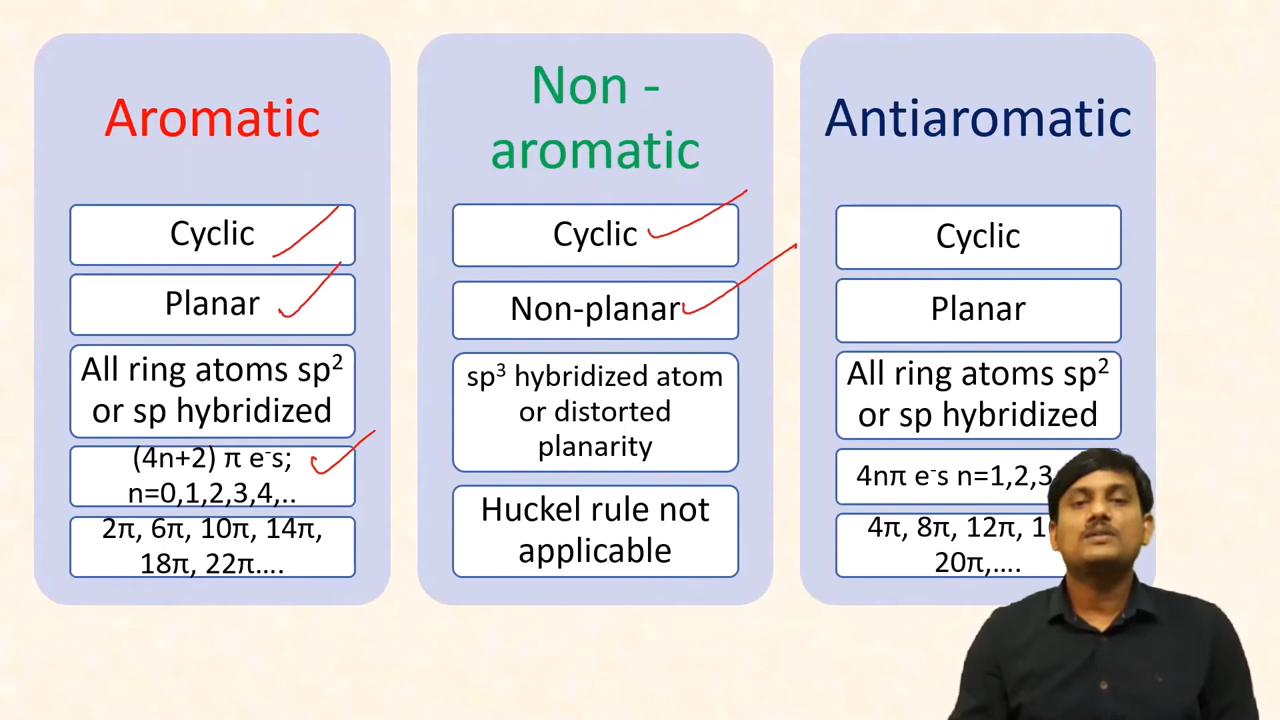 Aromatic
Cyclic
Planar
All ring atoms sp²
or sp hybridized
(4n+2) π e⁻s;
n=0,1,2,3,4,..
2π, 6π, 10π, 14π,
18π, 22π....
Non -
aromatic
Cyclic
Non-planar
sp³ hybridized atom
or distorted
planarity
Huckel rule not
applicable
Antiaromatic
Cyclic
Planar
All ring atoms sp²
or sp hybridized
4nπ e⁻s n=1,2,3
4π, 8π, 12π,
20π,....